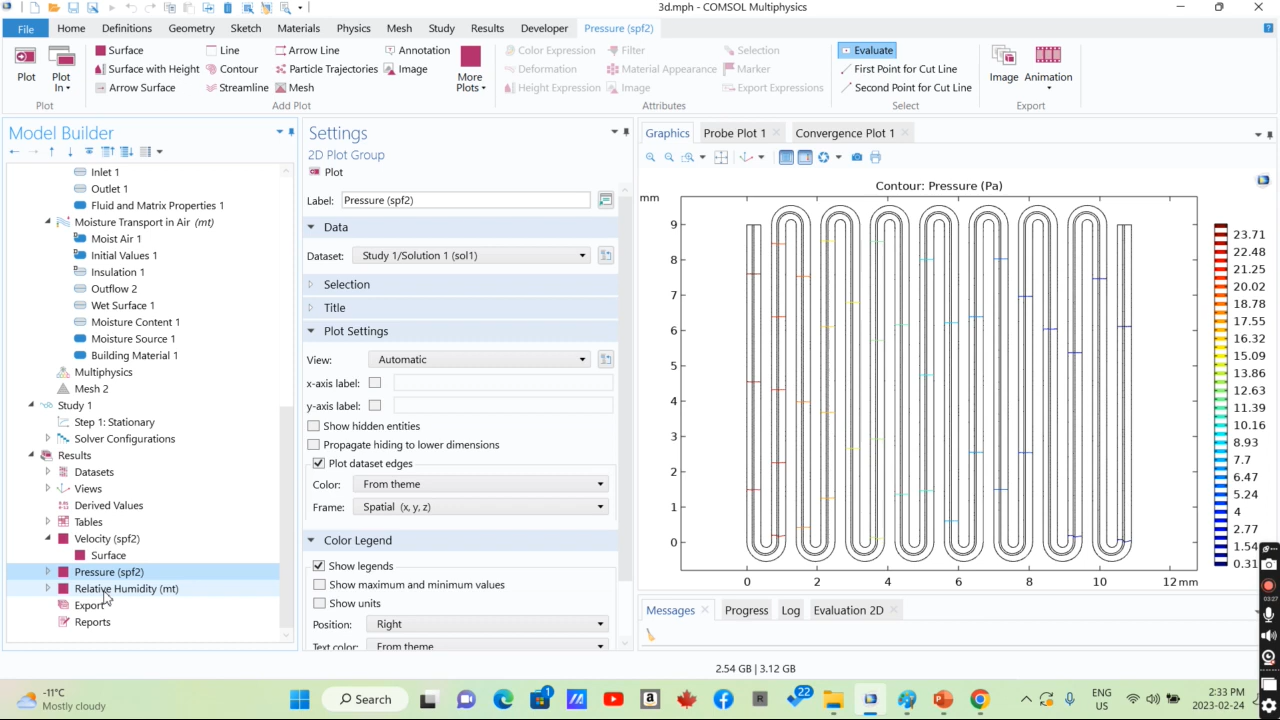 3d.mph - COMSOL Multiphysics
File Home Definitions Geometry Sketch Materials Physics Mesh Study Results Developer Pressure (spf2)
Surface Line Arrow Line Annotation Color Expression Filter Selection Evaluate
Surface with Height Contour Particle Trajectories Image Deformation Material Appearance Marker First Point for Cut Line
Arrow Surface Streamline Mesh Height Expression Image Export Expressions Second Point for Cut Line
Plot Plot In More Plots Image Animation
Plot Add Plot Attributes Select Export
Model Builder
Inlet 1
Outlet 1
Fluid and Matrix Properties 1
Moisture Transport in Air (mt)
Moist Air 1
Initial Values 1
Insulation 1
Outflow 2
Wet Surface 1
Moisture Content 1
Moisture Source 1
Building Material 1
Multiphysics
Mesh 2
Study 1
Step 1: Stationary
Solver Configurations
Results
Datasets
Views
Derived Values
Tables
Velocity (spf2)
Surface
Pressure (spf2)
Relative Humidity (mt)
Export
Reports
Settings
2D Plot Group
Plot
Label: Pressure (spf2)
Data
Dataset: Study 1/Solution 1 (sol1)
Selection
Title
Plot Settings
View: Automatic
x-axis label:
y-axis label:
Show hidden entities
Propagate hiding to lower dimensions
Plot dataset edges
Color: From theme
Frame: Spatial (x, y, z)
Color Legend
Show legends
Show maximum and minimum values
Show units
Position: Right
Text color: From theme
Graphics Probe Plot 1 Convergence Plot 1
Contour: Pressure (Pa)
mm
9
8
7
6
5
4
3
2
1
0
0 2 4 6 8 10 12 mm
23.71
22.48
21.25
20.02
18.78
17.55
16.32
15.09
13.86
12.63
11.39
10.16
8.93
7.7
6.47
5.24
4
2.77
1.54
0.31
Messages Progress Log Evaluation 2D
2.54 GB | 3.12 GB
03:27
-11°C
Mostly cloudy
Search
1
22
ENG
US
2:33 PM
2023-02-24